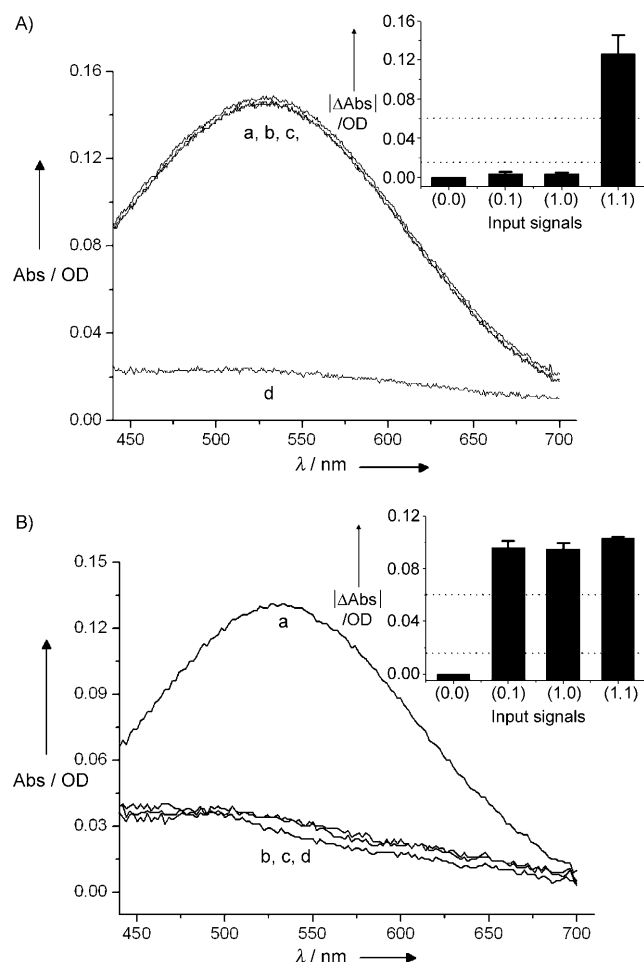 A)
0.16
0.12
0.08
0.04
0.00
Abs / OD
a, b, c,
d
450 500 550 600 650 700
λ / nm
|ΔAbs|
/OD
0.16
0.12
0.08
0.04
0.00
(0.0) (0.1) (1.0) (1.1)
Input signals
B)
0.15
0.12
0.09
0.06
0.03
0.00
Abs / OD
a
b, c, d
450 500 550 600 650 700
λ / nm
|ΔAbs|
/OD
0.12
0.08
0.04
0.00
(0.0) (0.1) (1.0) (1.1)
Input signals